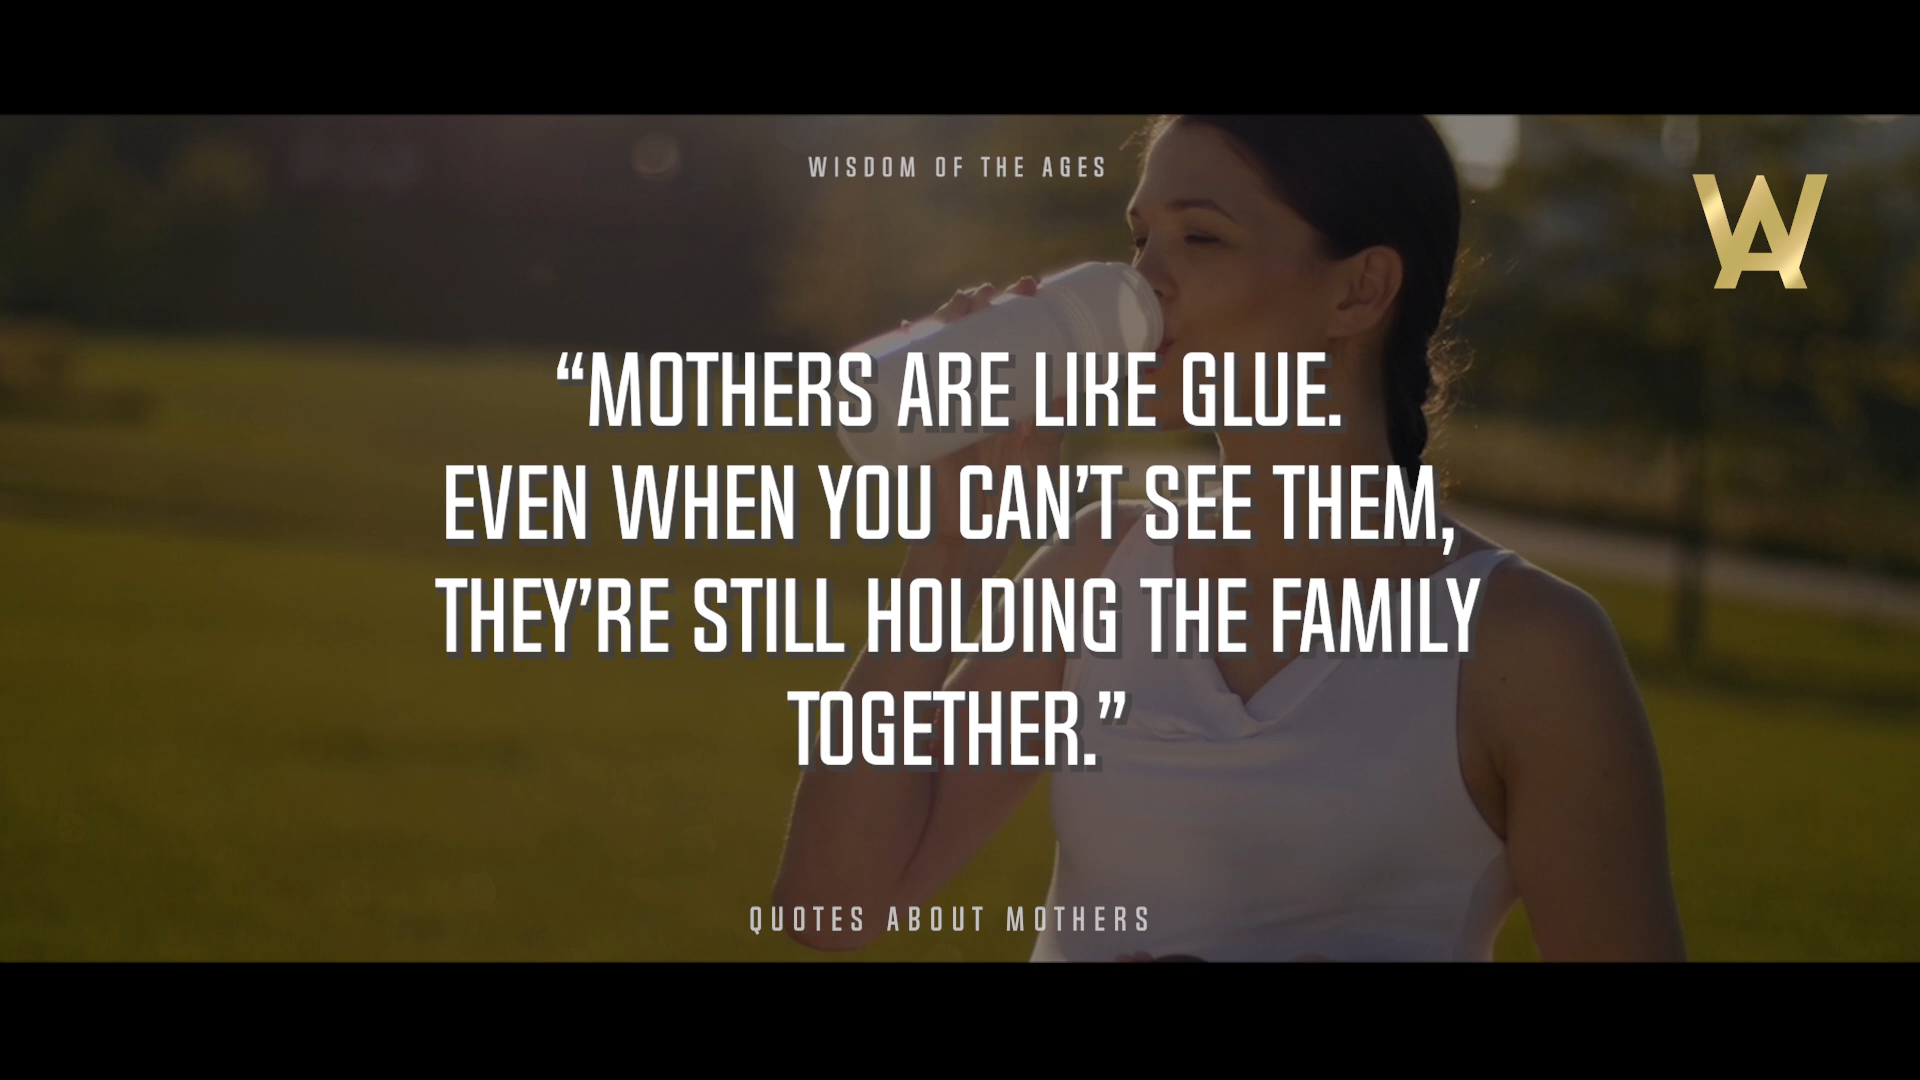 WISDOM OF THE AGES
WA
“MOTHERS ARE LIKE GLUE.
EVEN WHEN YOU CAN’T SEE THEM,
THEY’RE STILL HOLDING THE FAMILY
TOGETHER.”
QUOTES ABOUT MOTHERS